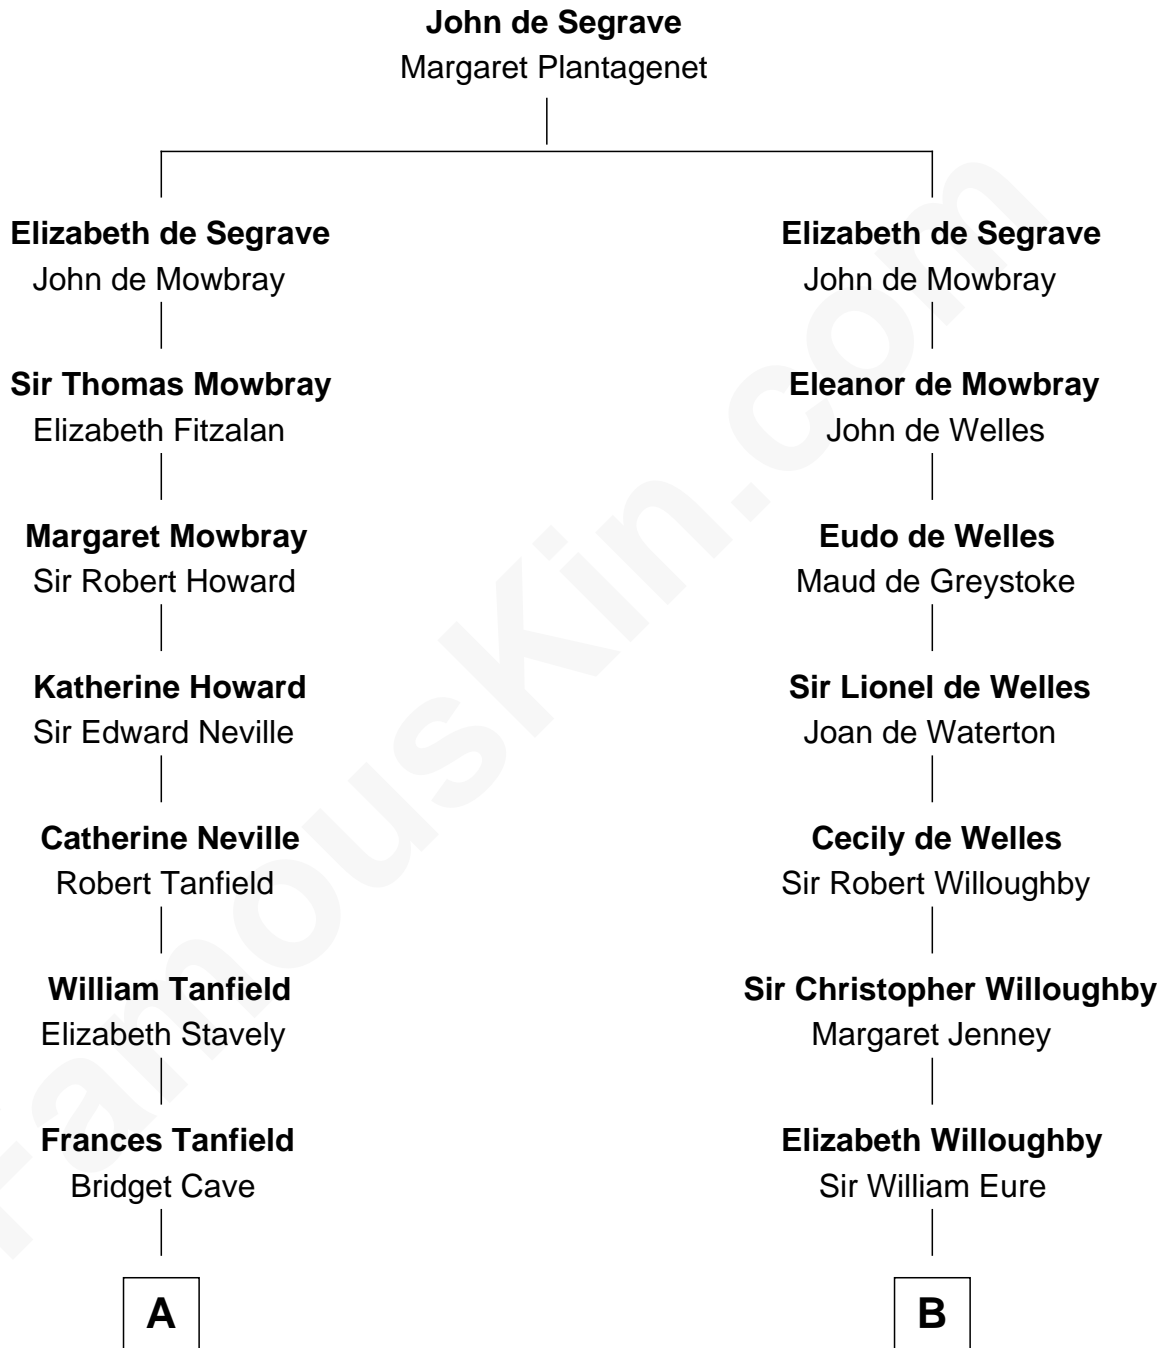 John de Segrave
Margaret Plantagenet
Elizabeth de Segrave
John de Mowbray
Sir Thomas Mowbray
Elizabeth Fitzalan
Margaret Mowbray
Sir Robert Howard
Katherine Howard
Sir Edward Neville
Catherine Neville
Robert Tanfield
William Tanfield
Elizabeth Stavely
Frances Tanfield
Bridget Cave
A
Elizabeth de Segrave
John de Mowbray
Eleanor de Mowbray
John de Welles
Eudo de Welles
Maud de Greystoke
Sir Lionel de Welles
Joan de Waterton
Cecily de Welles
Sir Robert Willoughby
Sir Christopher Willoughby
Margaret Jenney
Elizabeth Willoughby
Sir William Eure
B
FamousKin.com